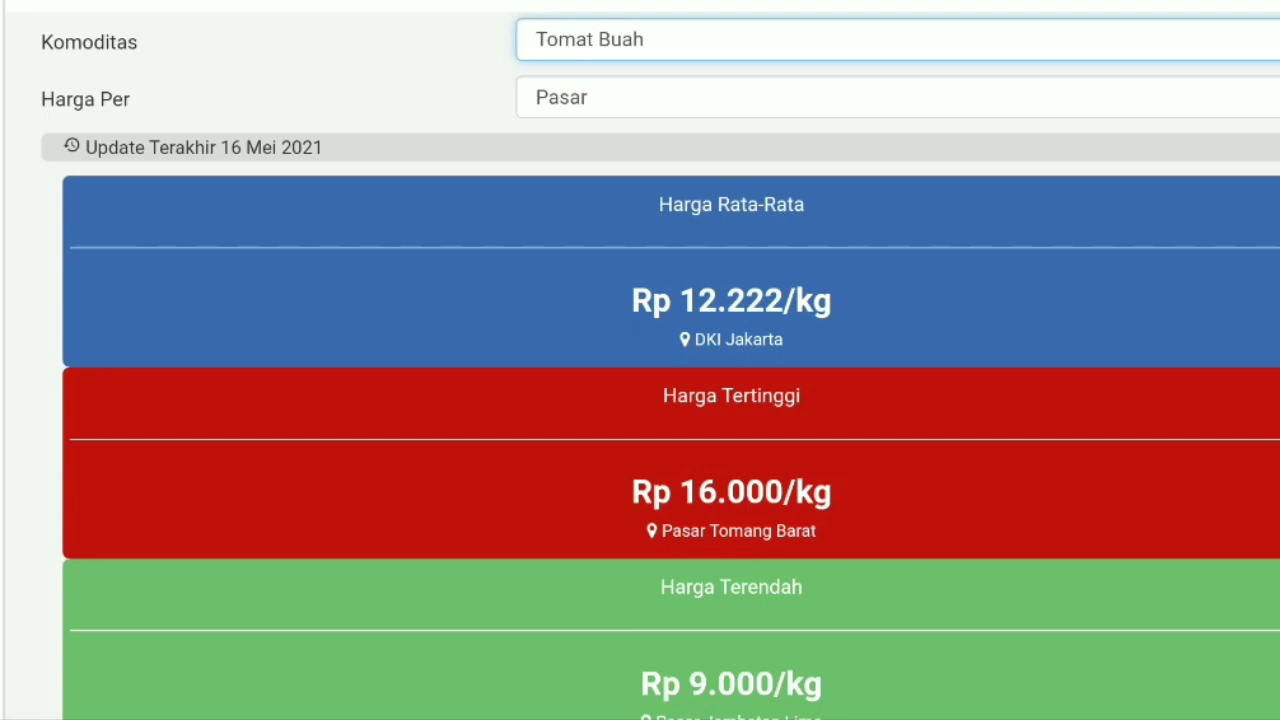 Komoditas
Tomat Buah
Harga Per
Pasar
Update Terakhir 16 Mei 2021
Harga Rata-Rata
Rp 12.222/kg
DKI Jakarta
Harga Tertinggi
Rp 16.000/kg
Pasar Tomang Barat
Harga Terendah
Rp 9.000/kg